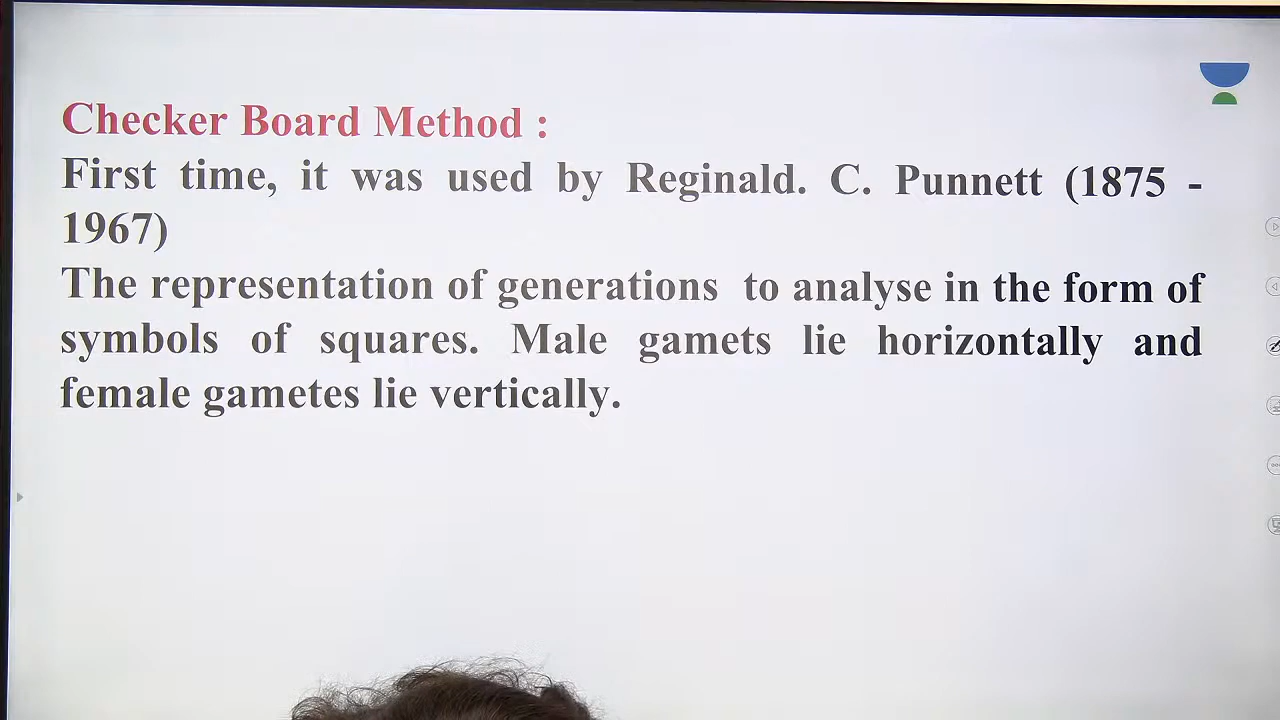 Checker Board Method :
First time, it was used by Reginald. C. Punnett (1875 -
1967)
The representation of generations to analyse in the form of
symbols of squares. Male gamets lie horizontally and
female gametes lie vertically.